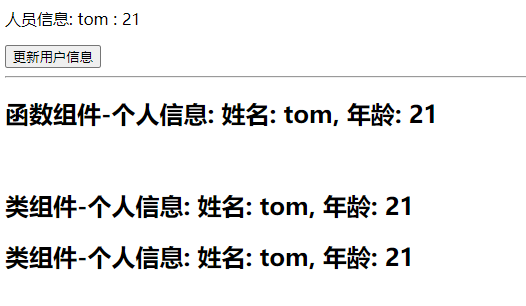 人员信息: tom : 21
更新用户信息
函数组件-个人信息: 姓名: tom, 年龄: 21
类组件-个人信息: 姓名: tom, 年龄: 21
类组件-个人信息: 姓名: tom, 年龄: 21